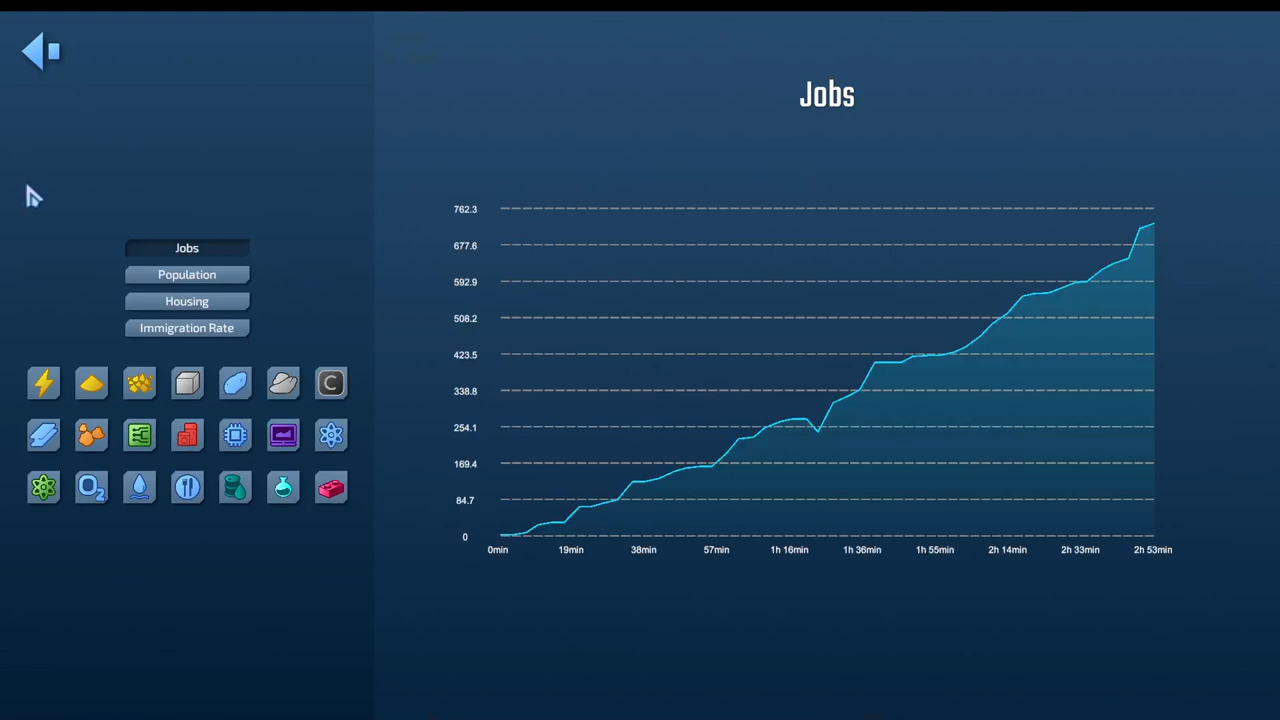 Jobs
Jobs
Population
Housing
Immigration Rate
C
O2
762.3
677.6
592.9
508.2
423.5
338.8
254.1
169.4
84.7
0
0min 19min 38min 57min 1h 16min 1h 36min 1h 55min 2h 14min 2h 33min 2h 53min